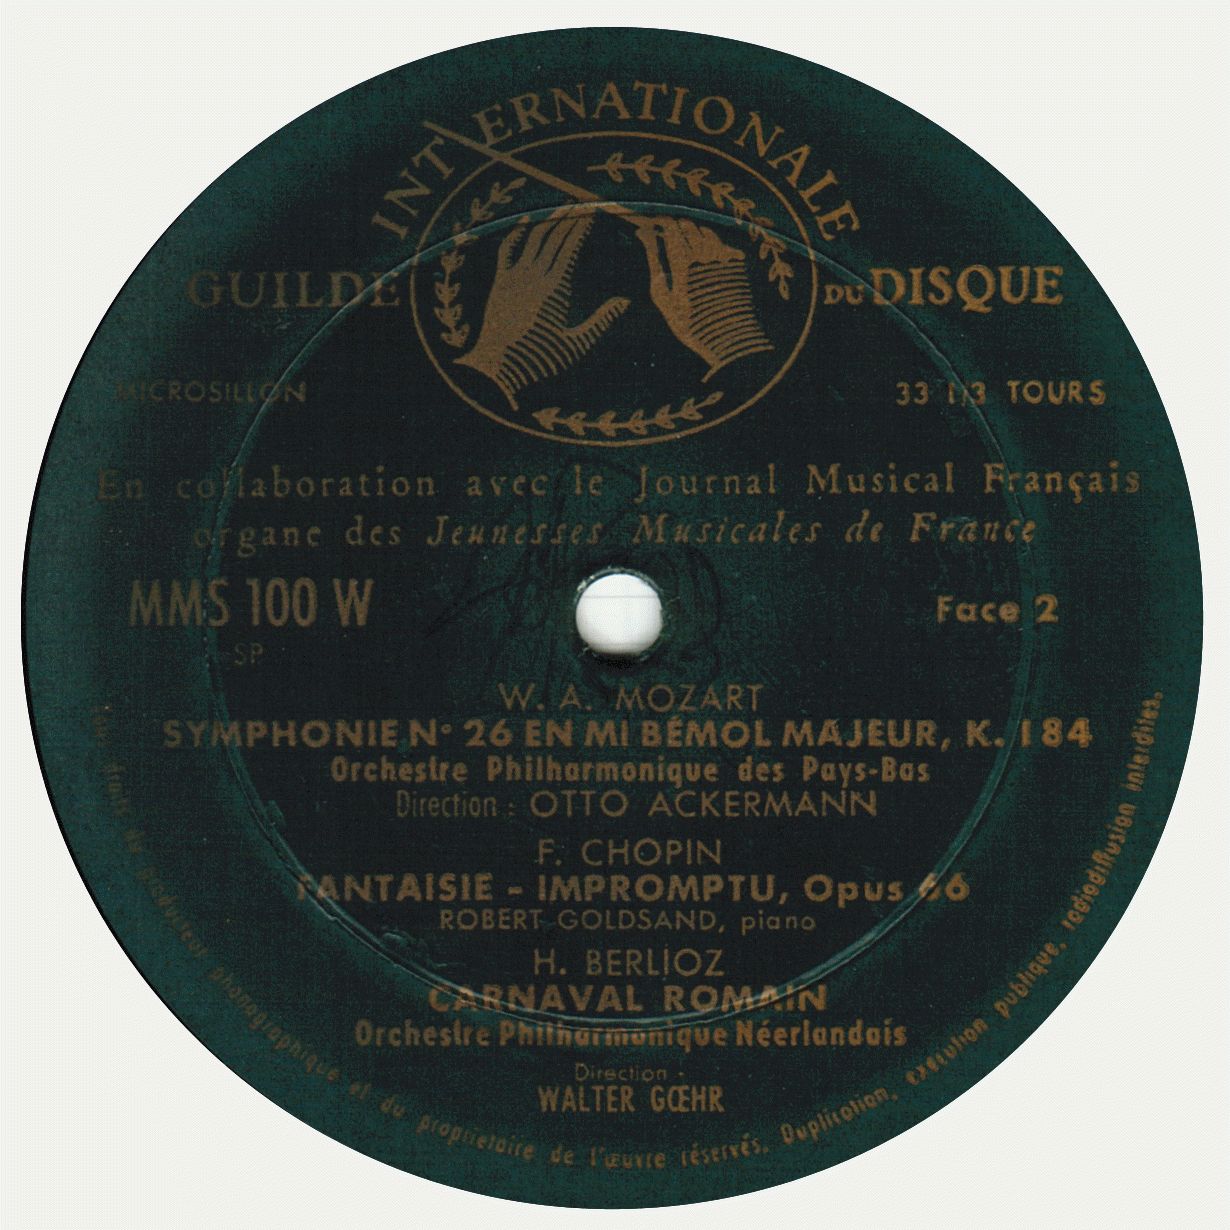 INTERNATIONALE
GUILDE DU DISQUE
MICROSILLON
33 1/3 TOURS
En collaboration avec le Journal Musical Français
organe des Jeunesses Musicales de France
MMS 100 W
Face 2
SP
W. A. MOZART
SYMPHONIE N° 26 EN MI BÉMOL MAJEUR, K. 184
Orchestre Philharmonique des Pays-Bas
Direction : OTTO ACKERMANN
F. CHOPIN
FANTAISIE - IMPROMPTU, Opus 66
ROBERT GOLDSAND, piano
H. BERLIOZ
CARNAVAL ROMAIN
Orchestre Philharmonique Néerlandais
Direction :
WALTER GŒHR
Tous droits du producteur phonographique et du propriétaire de l'œuvre réservés. Duplication, exécution publique, radiodiffusion interdites.